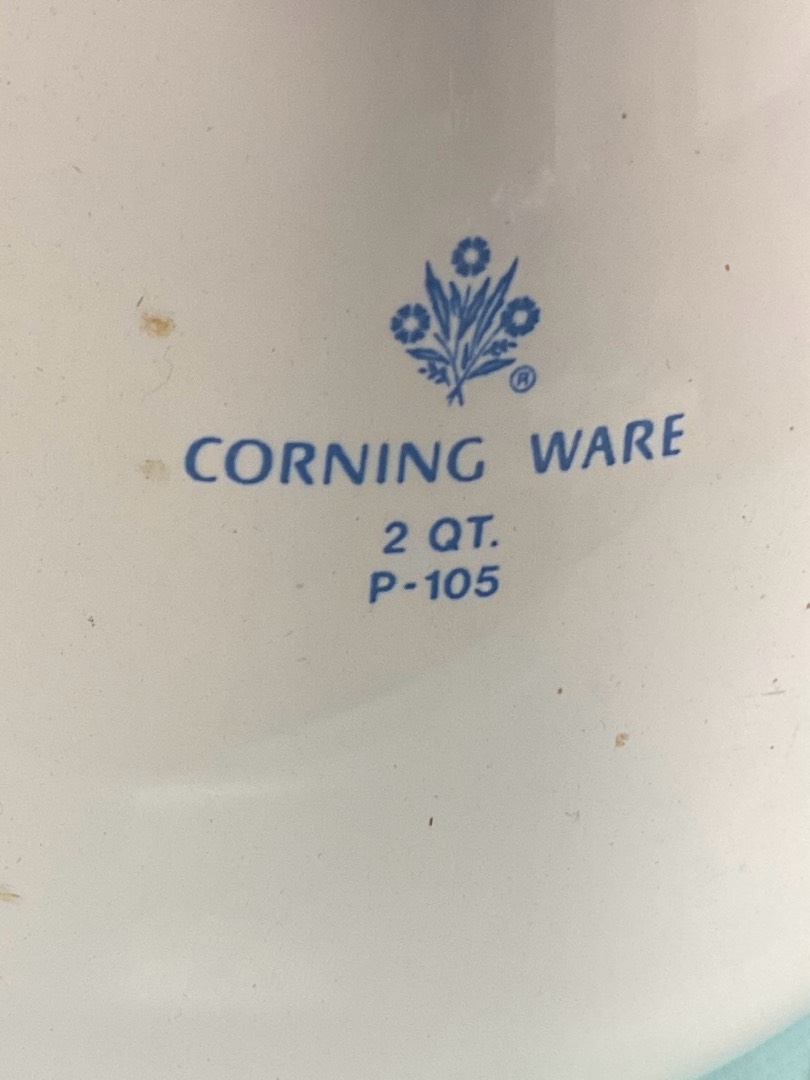 ®
CORNING WARE
2 QT.
P-105